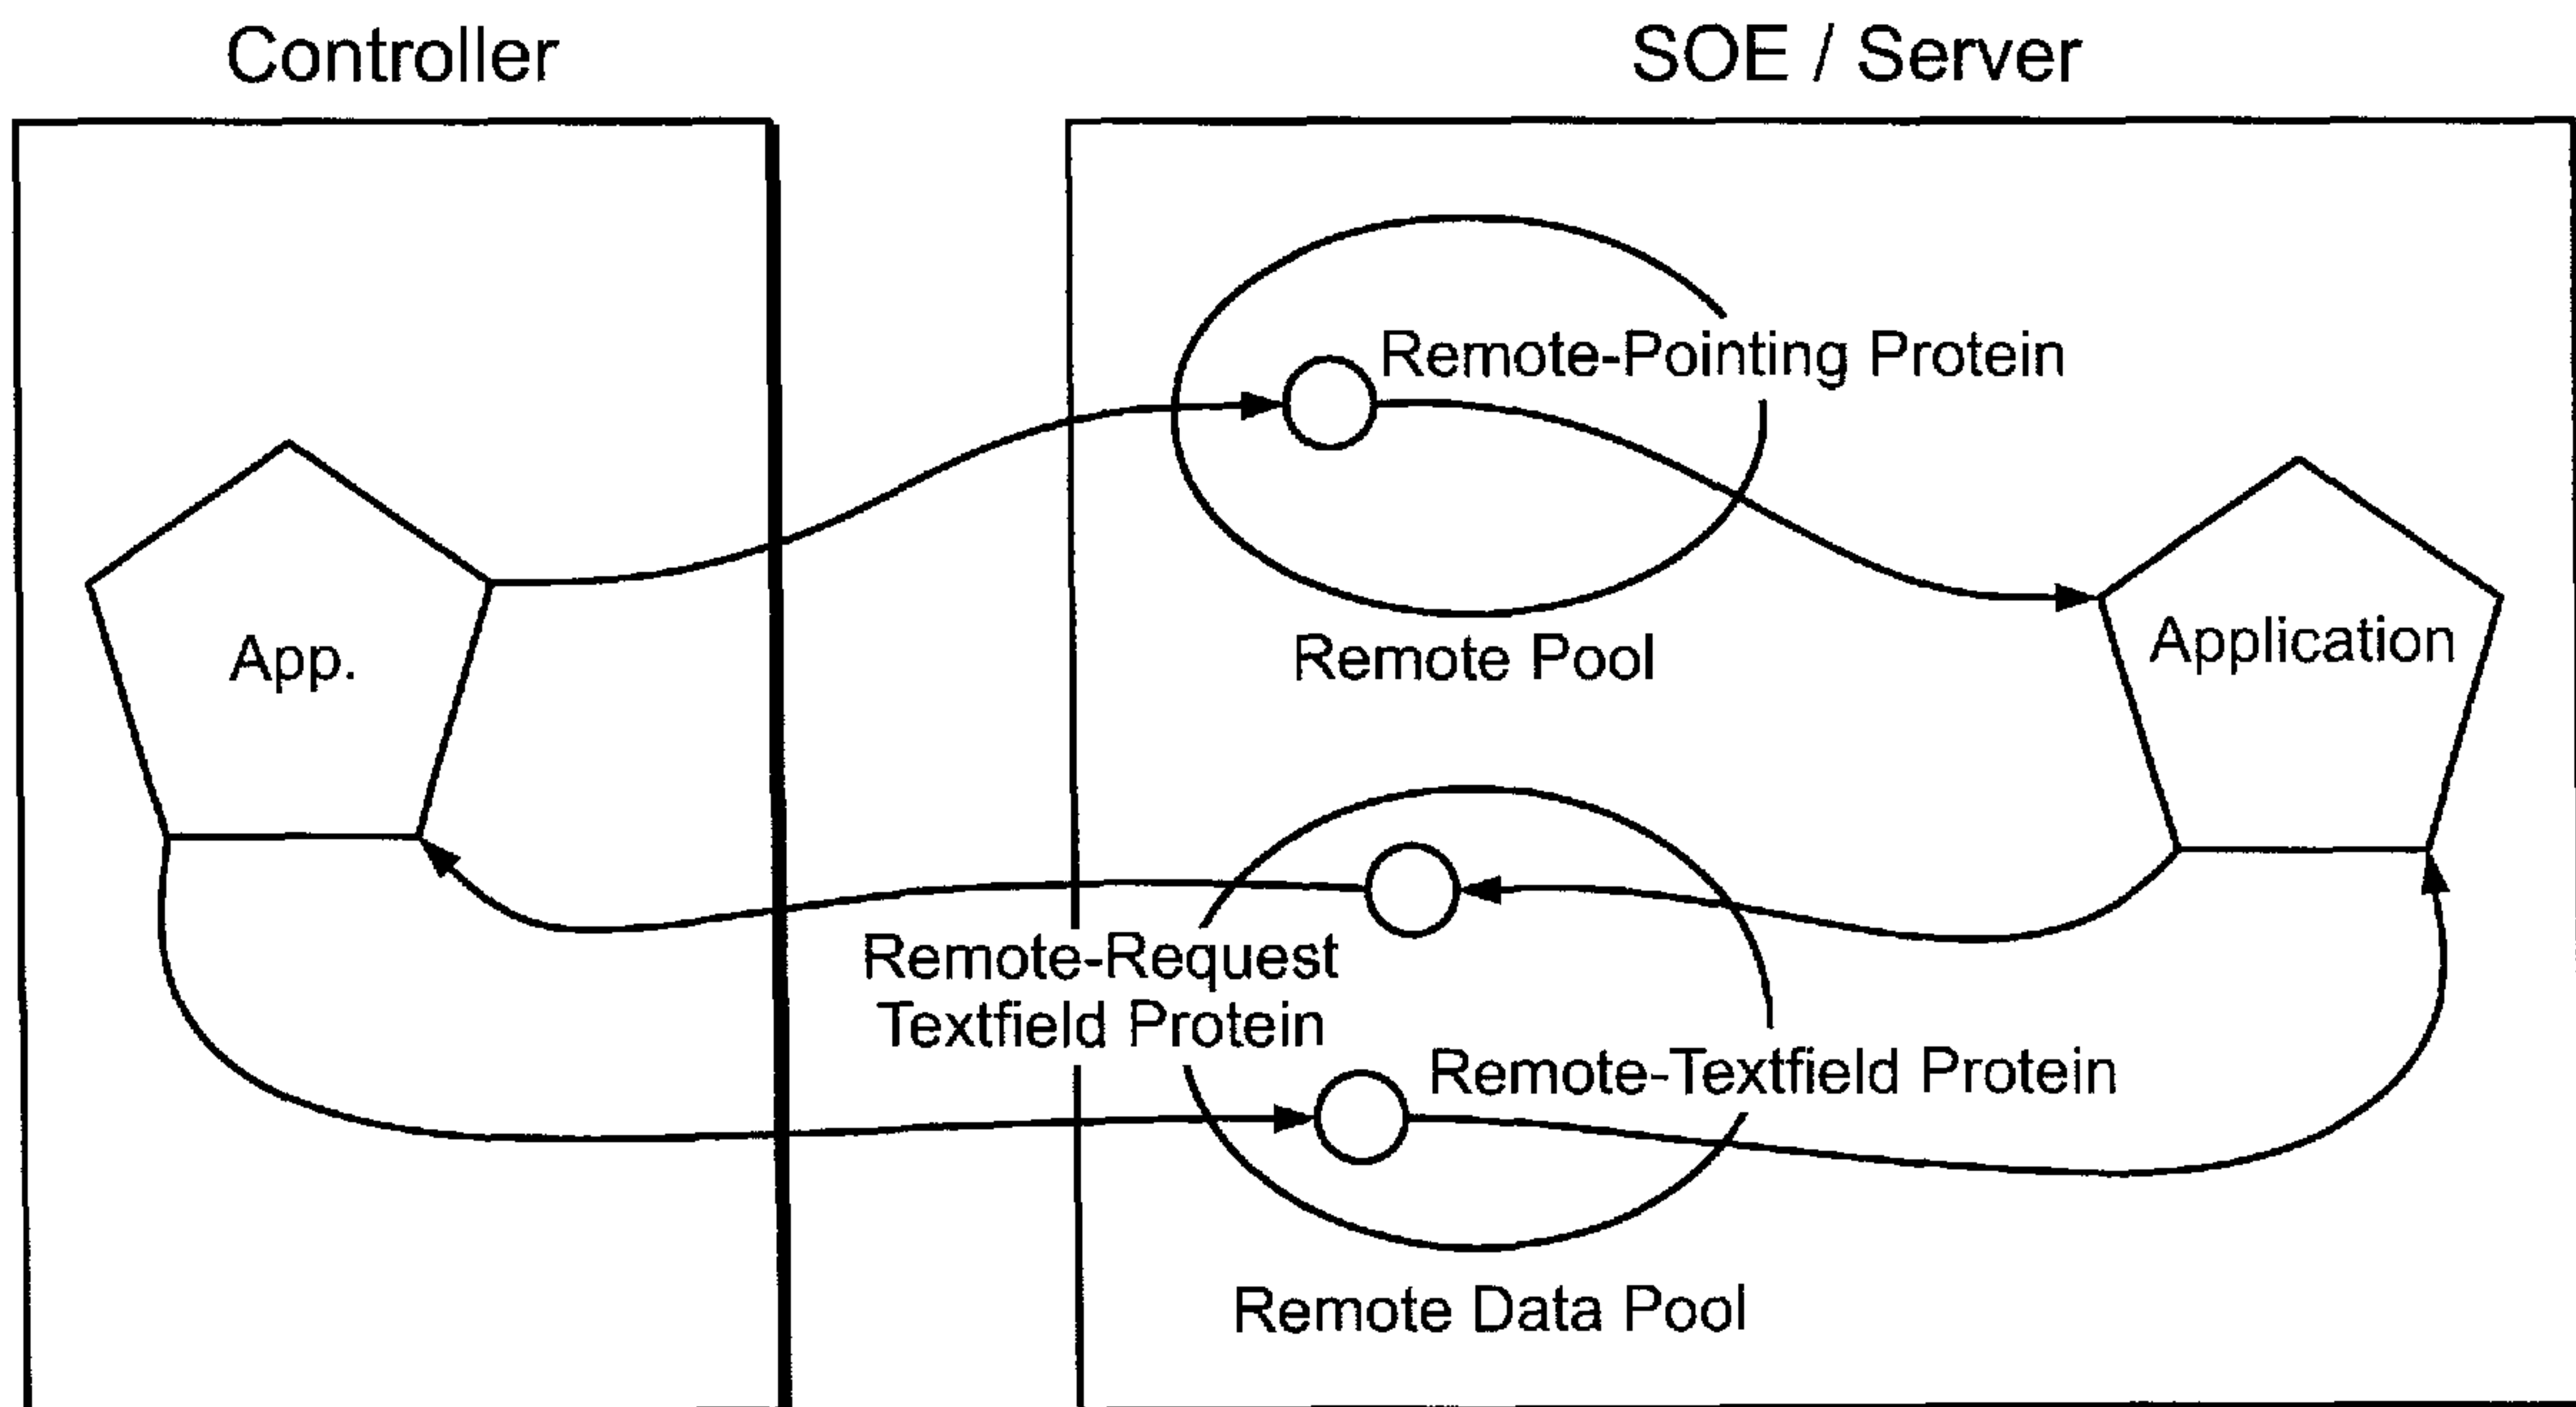 Controller
SOE / Server
Remote-Pointing Protein
App.
Application
Remote Pool
Remote-Request
Textfield Protein
Remote-Textfield Protein
Remote Data Pool